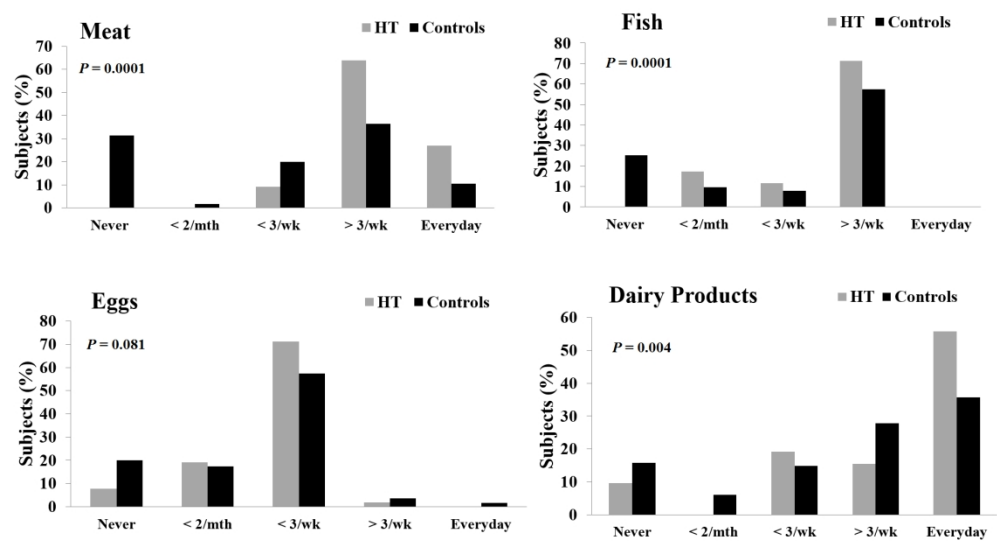 Meat
HT Controls
P = 0.0001
Subjects (%)
70
60
50
40
30
20
10
0
Never < 2/mth < 3/wk > 3/wk Everyday
Fish
HT Controls
P = 0.0001
Subjects (%)
80
70
60
50
40
30
20
10
0
Never < 2/mth < 3/wk > 3/wk Everyday
Eggs
HT Controls
P = 0.081
Subjects (%)
80
70
60
50
40
30
20
10
0
Never < 2/mth < 3/wk > 3/wk Everyday
Dairy Products
HT Controls
P = 0.004
Subjects (%)
60
50
40
30
20
10
0
Never < 2/mth < 3/wk > 3/wk Everyday